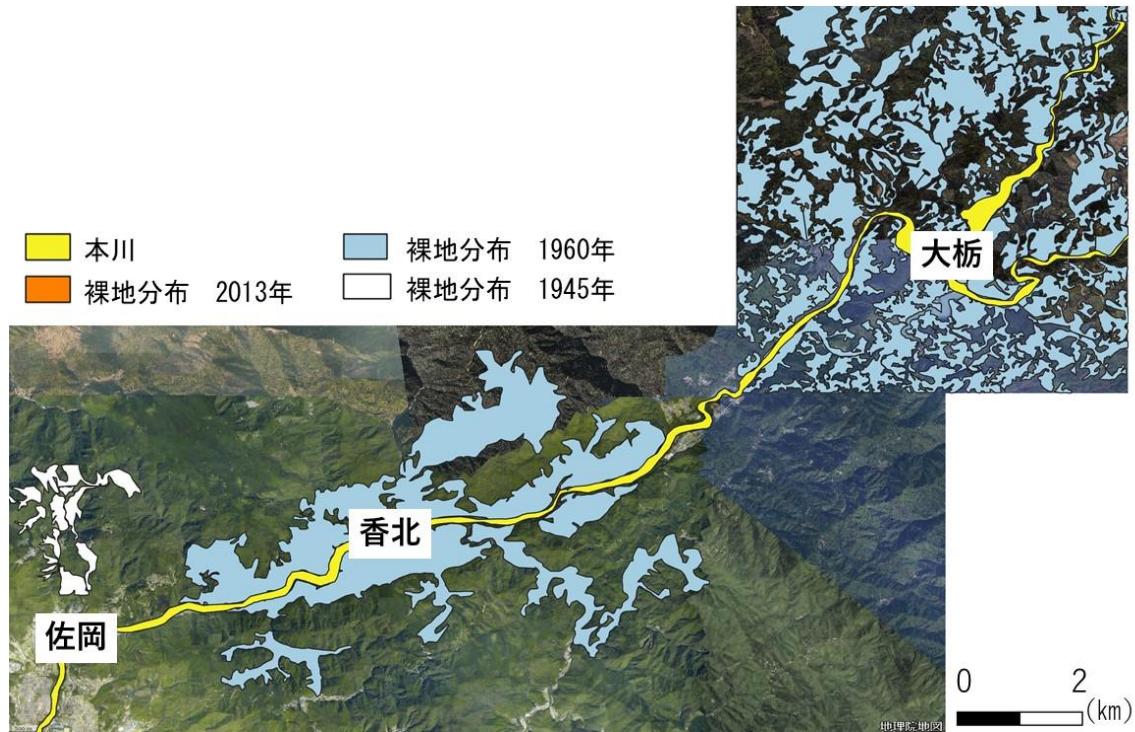 本川
裸地分布　2013年
裸地分布　1960年
裸地分布　1945年
大栃
香北
佐岡
0 2
(km)
地理院地図